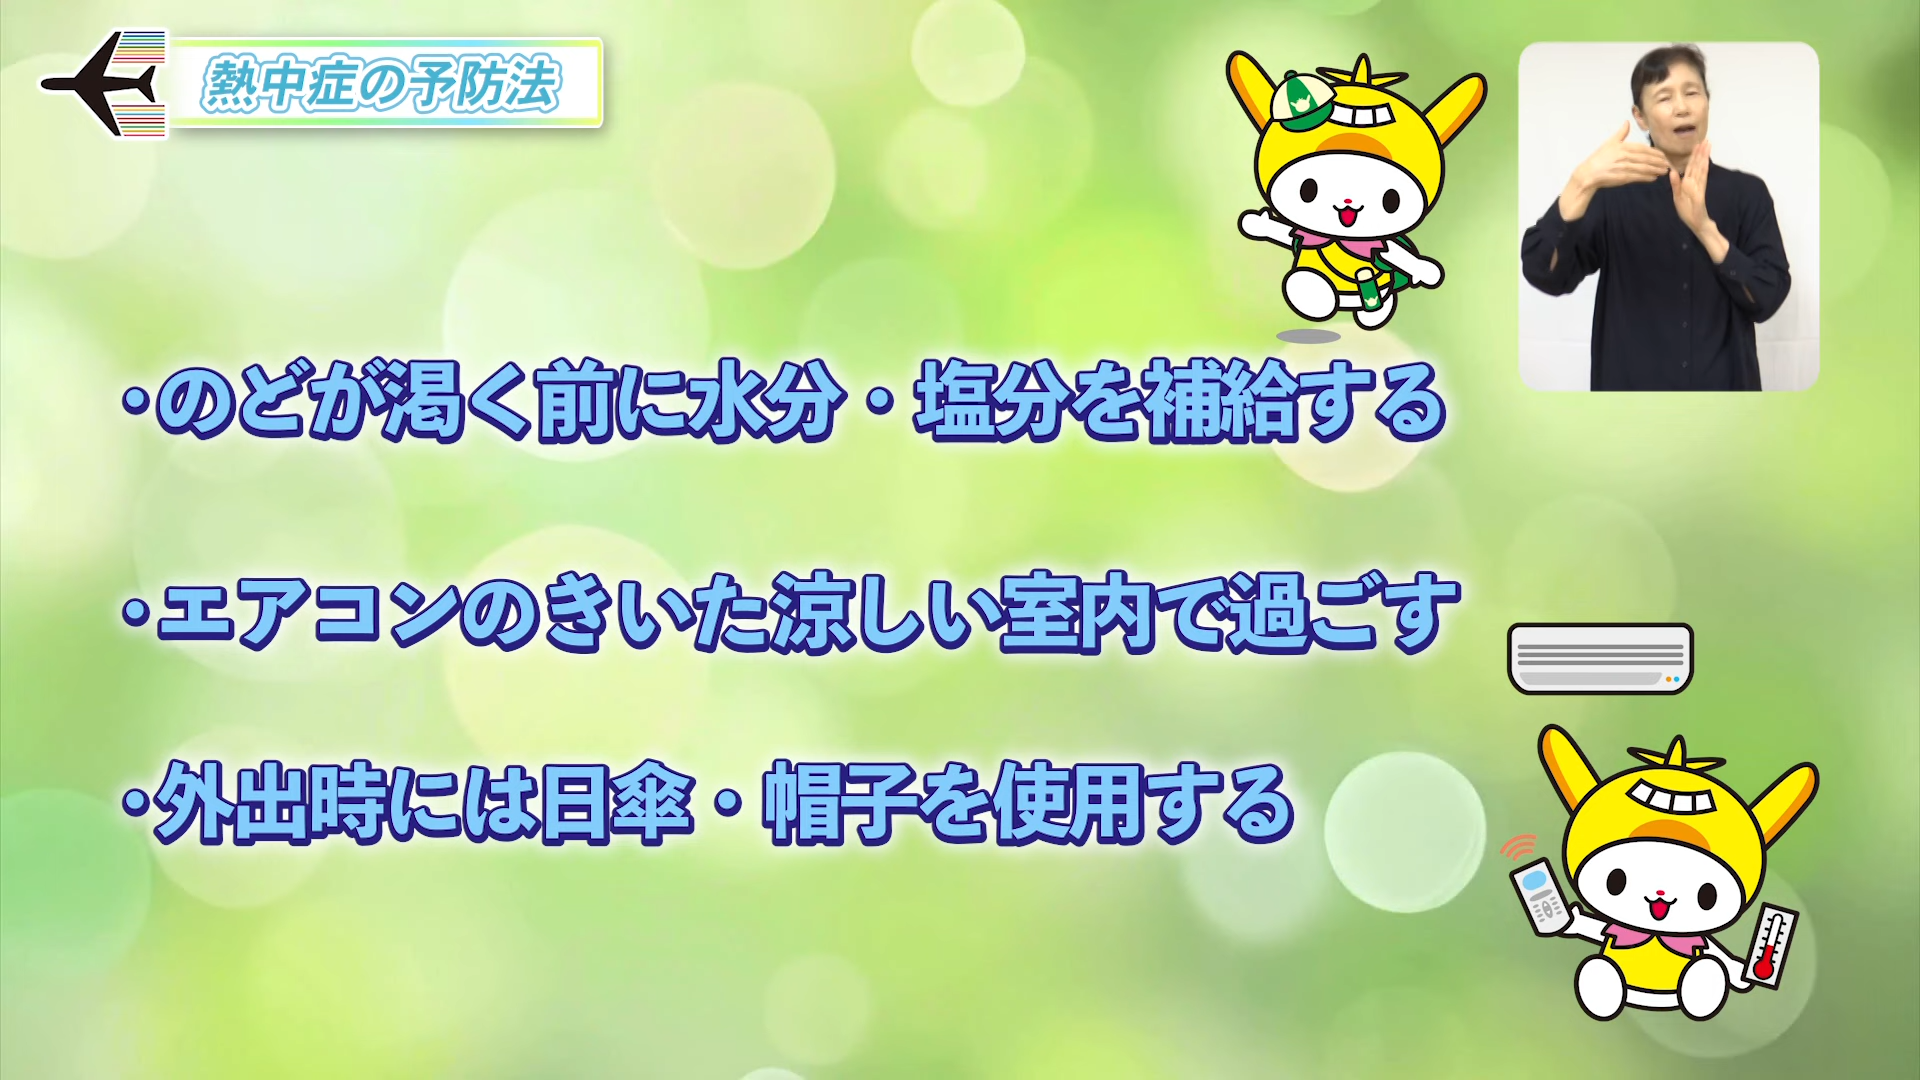 熱中症の予防法
・のどが渇く前に水分・塩分を補給する
・エアコンのきいた涼しい室内で過ごす
・外出時には日傘・帽子を使用する